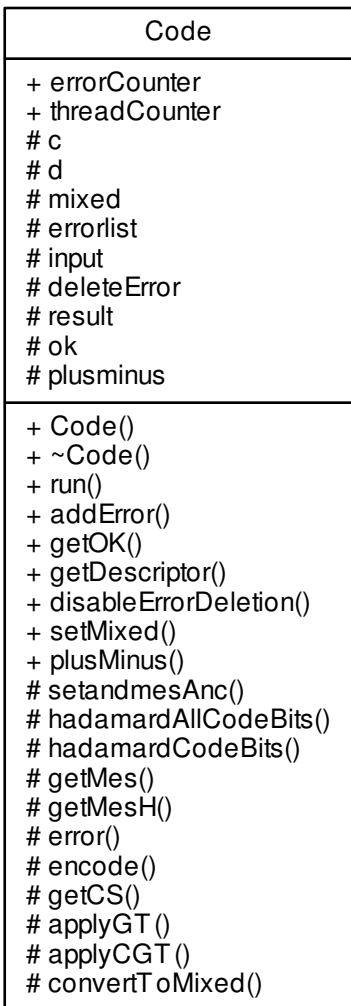 Code
+ errorCounter
+ threadCounter
# c
# d
# mixed
# errorlist
# input
# deleteError
# result
# ok
# plusminus
+ Code()
+ ~Code()
+ run()
+ addError()
+ getOK()
+ getDescriptor()
+ disableErrorDeletion()
+ setMixed()
+ plusMinus()
# setandmesAnc()
# hadamardAllCodeBits()
# hadamardCodeBits()
# getMes()
# getMesH()
# error()
# encode()
# getCS()
# applyGT()
# applyCGT()
# convertToMixed()